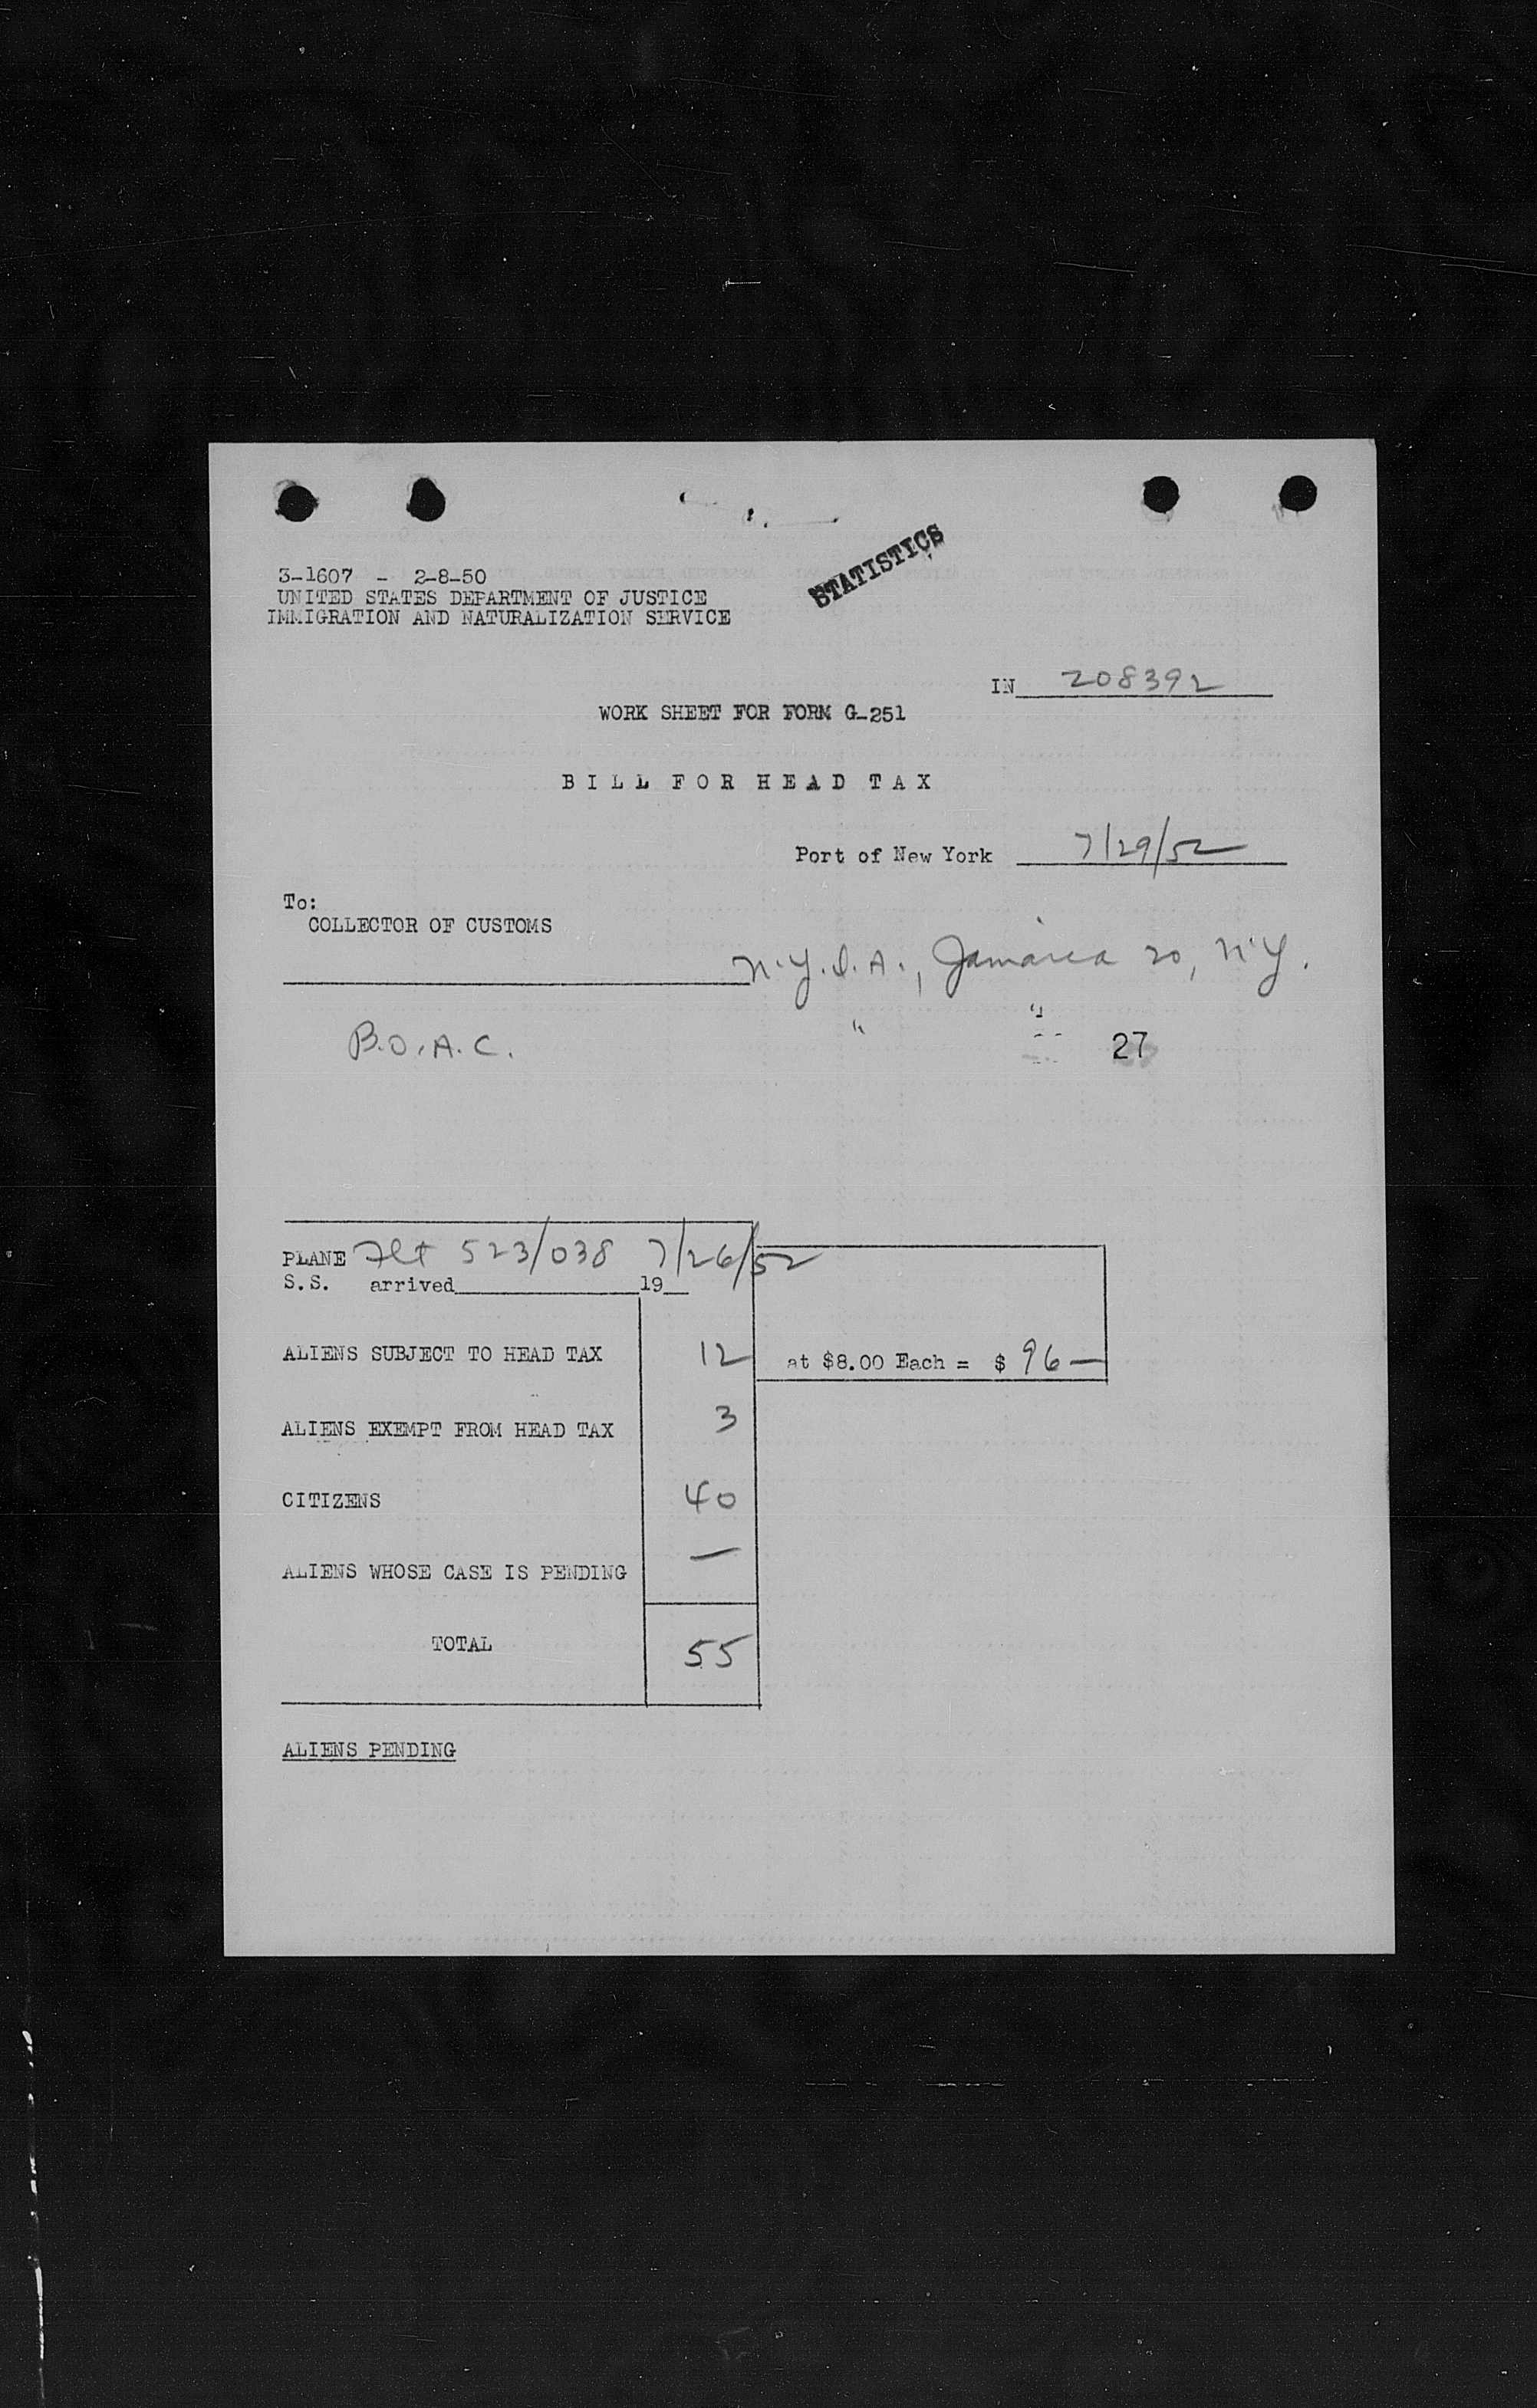 STATISTICS
3-1607 - 2-8-50
UNITED STATES DEPARTMENT OF JUSTICE
IMMIGRATION AND NATURALIZATION SERVICE
IN 208392
WORK SHEET FOR FORM G-251
BILL FOR HEAD TAX
Port of New York 7/29/52
To:
COLLECTOR OF CUSTOMS
N.Y.I.A., Jamaica 20, N.Y.
B.O.A.C. " " 27
PLANE Flt 523/038 7/26/52
S.S. arrived 19
ALIENS SUBJECT TO HEAD TAX 12 at $8.00 Each = $ 96—
ALIENS EXEMPT FROM HEAD TAX 3
CITIZENS 40
ALIENS WHOSE CASE IS PENDING —
TOTAL 55
ALIENS PENDING